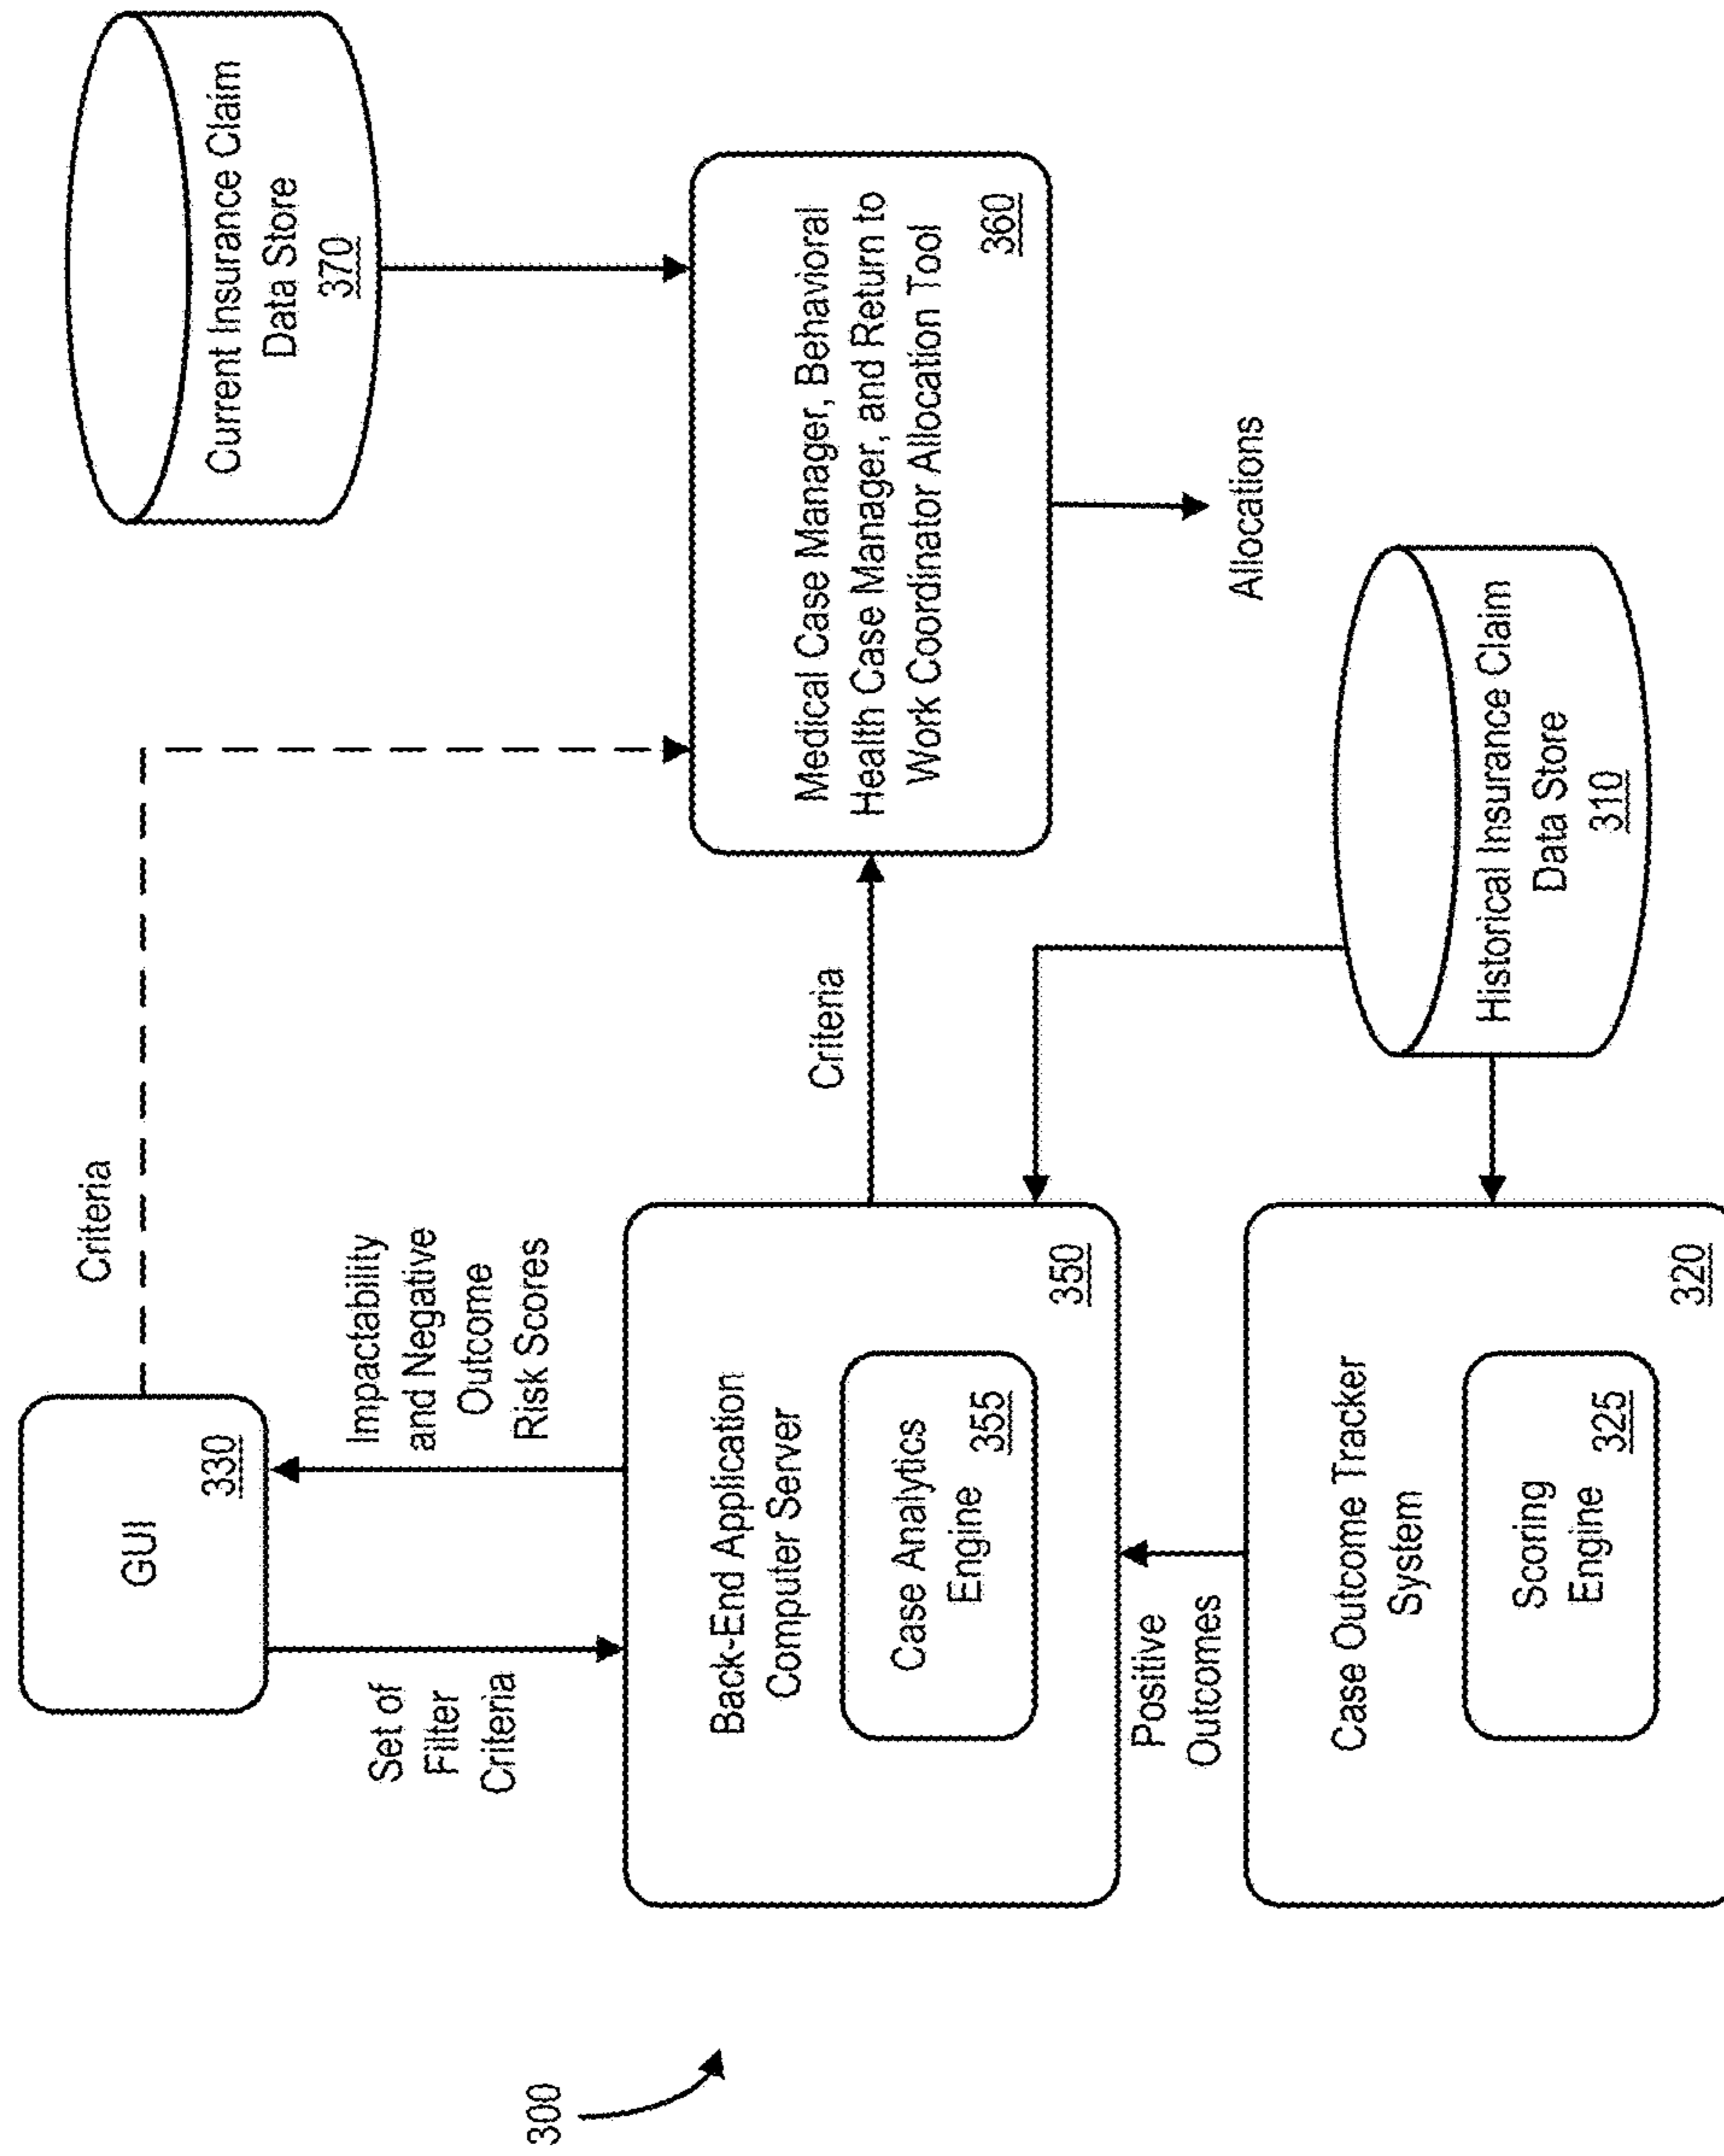 300
GUI
330
Criteria
Set of
Filter
Criteria
Impactability
and Negative
Outcome
Risk Scores
Current Insurance Claim
Data Store
370
Back-End Application
Computer Server
Case Analytics
Engine
355
350
Criteria
Medical Case Manager, Behavioral
Health Case Manager, and Return to
Work Coordinator Allocation Tool
360
Allocations
Positive
Outcomes
Case Outcome Tracker
System
Scoring
Engine
325
320
Historical Insurance Claim
Data Store
310